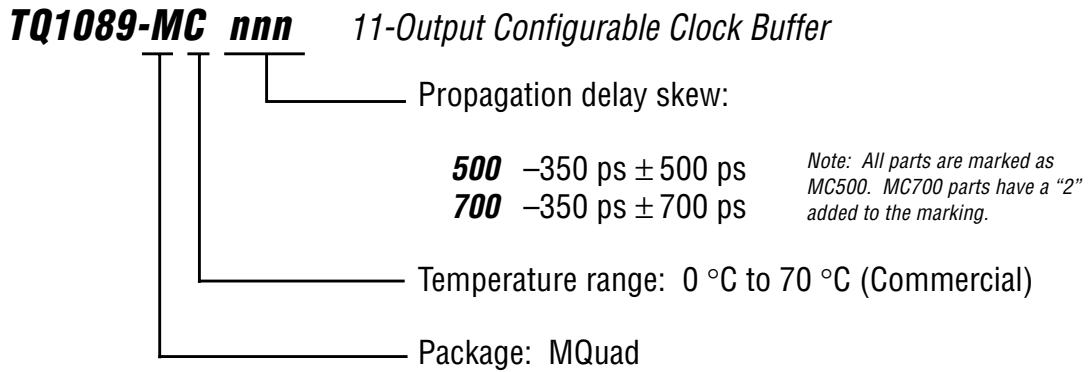 TQ1089-MC nnn 11-Output Configurable Clock Buffer
Propagation delay skew:
500 –350 ps ± 500 ps
700 –350 ps ± 700 ps
Note: All parts are marked as
MC500. MC700 parts have a “2”
added to the marking.
Temperature range: 0 °C to 70 °C (Commercial)
Package: MQuad